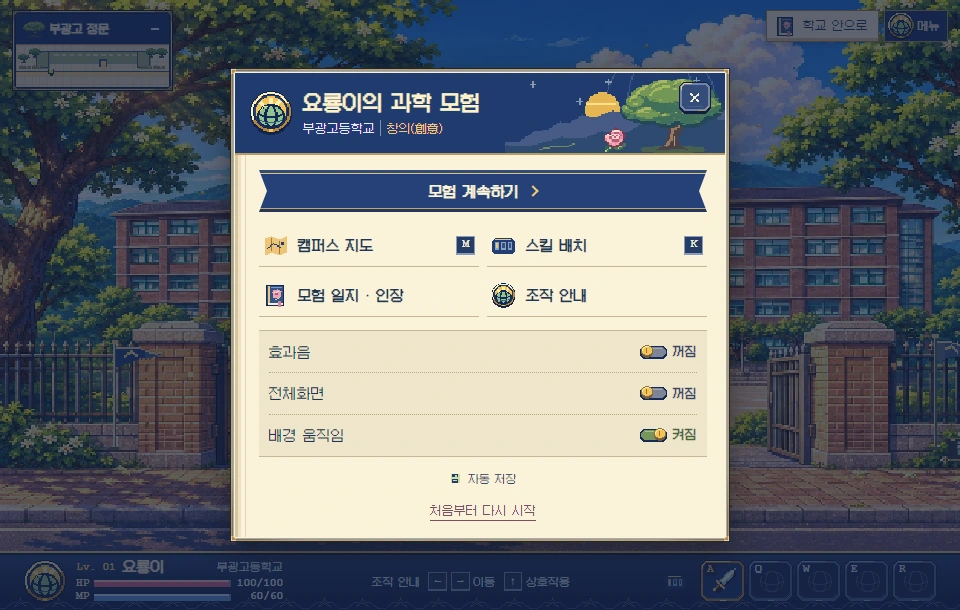 부광고 정문
학교 안으로
메뉴
요룡이의 과학 모험
부광고등학교 | 창의(創意)
모험 계속하기
캠퍼스 지도 M
스킬 배치 K
모험 일지 · 인장
조작 안내
효과음 꺼짐
전체화면 꺼짐
배경 움직임 켜짐
자동 저장
처음부터 다시 시작
Lv. 01 요룡이 부광고등학교
HP 100/100
MP 60/60
조작 안내 ← → 이동 ↑ 상호작용
A Q W E R